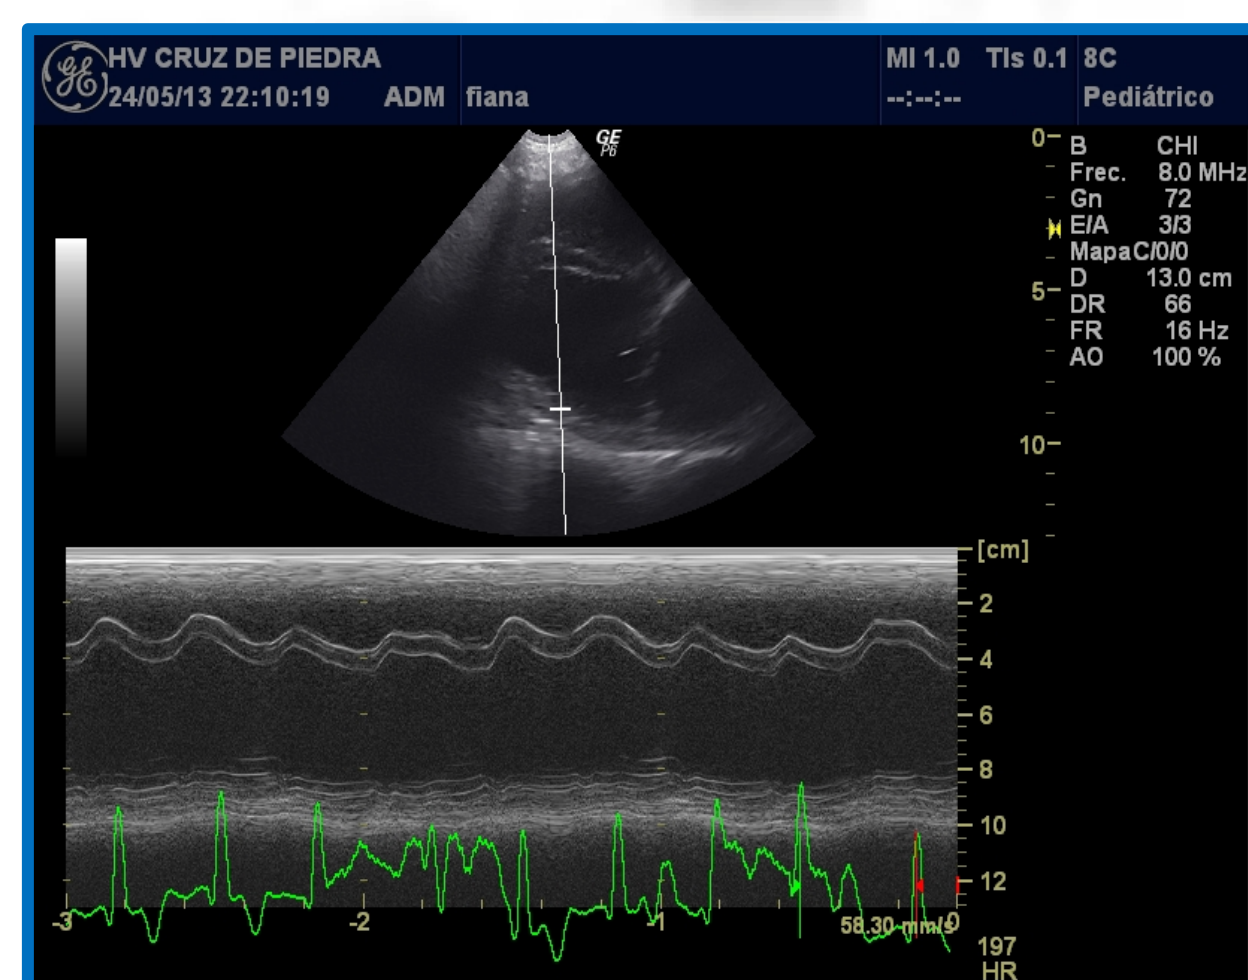 GE HV CRUZ DE PIEDRA
24/05/13 22:10:19 ADM fiana
MI 1.0 TIs 0.1
--:--:--
8C
Pediátrico
GE
P6
0
5
10
B CHI
Frec. 8.0 MHz
Gn 72
E/A 3/3
Mapa C/0/0
D 13.0 cm
DR 66
FR 16 Hz
AO 100 %
[cm]
2
4
6
8
10
12
-3 -2 -1 0
58.30 mm/s
197
HR